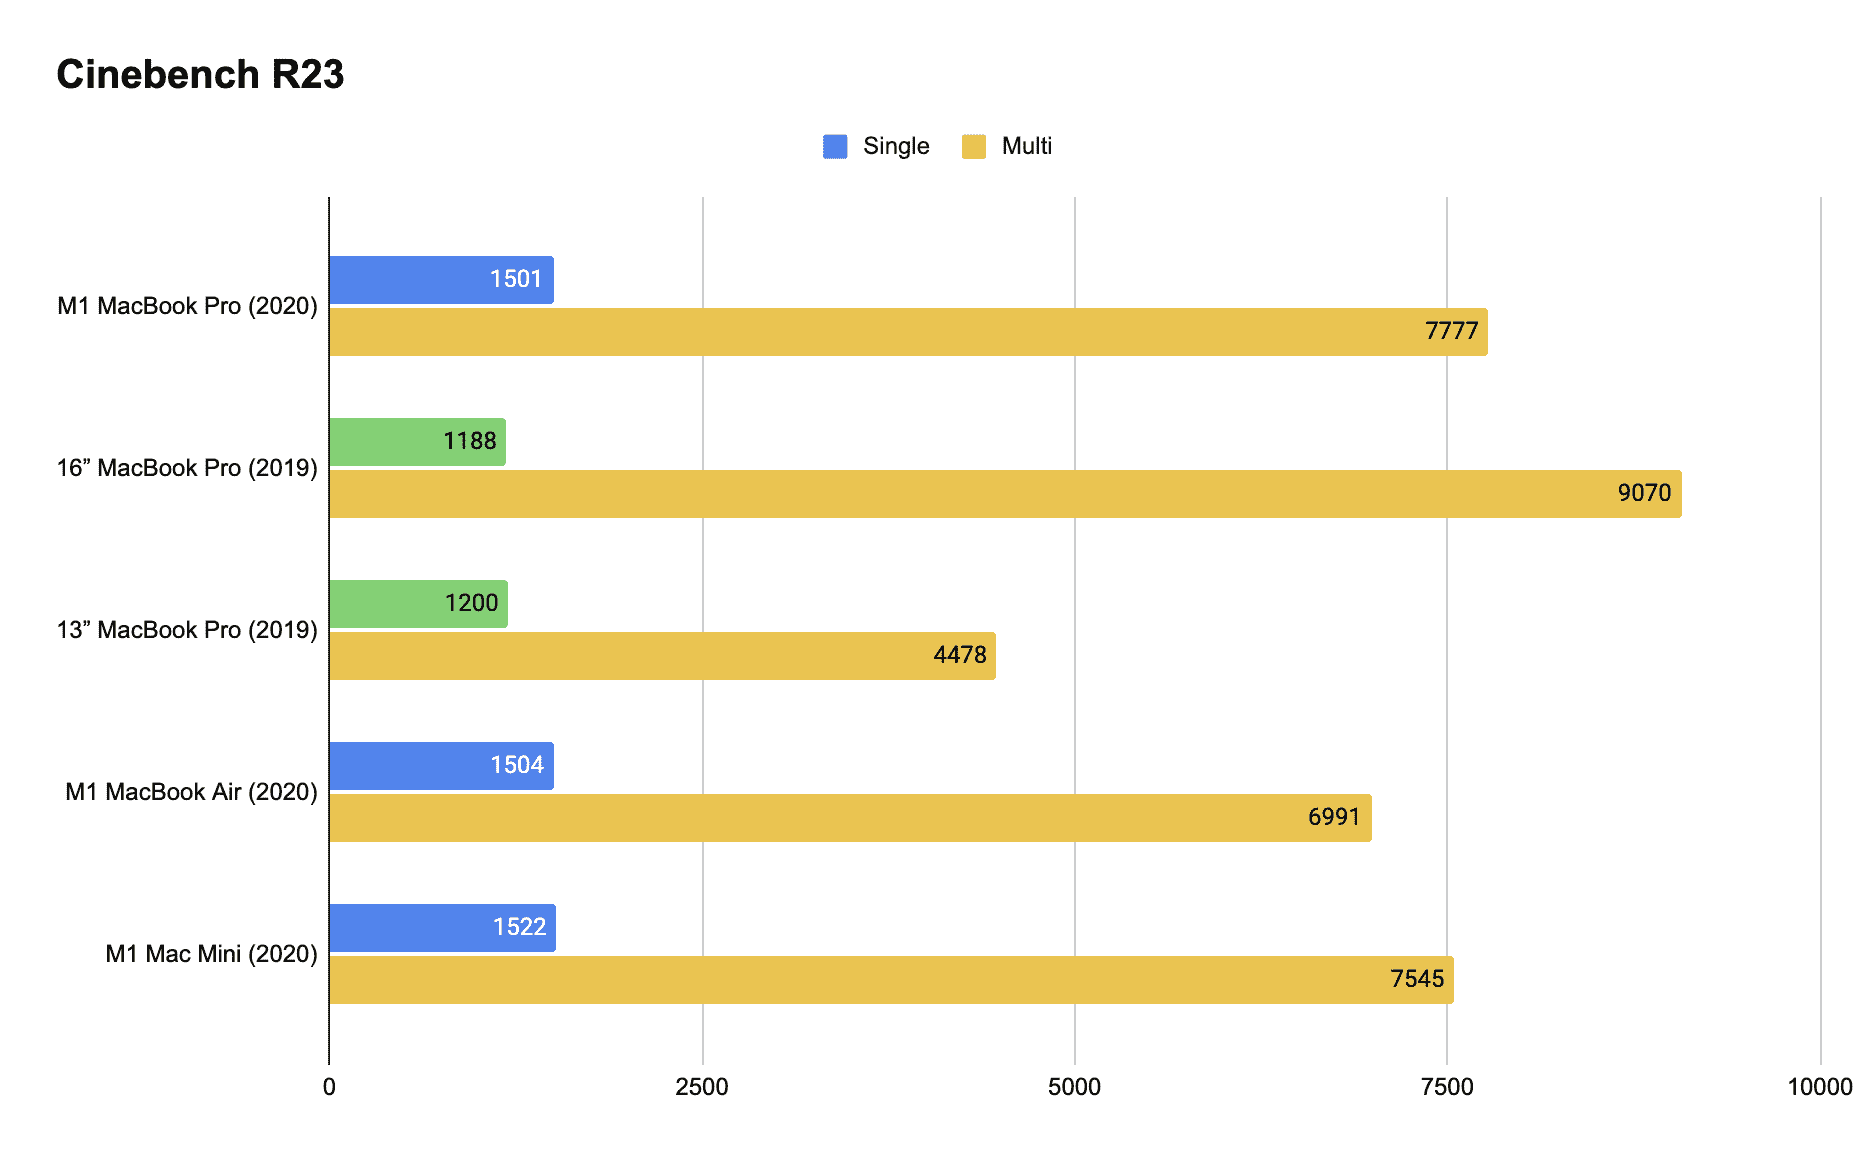 Cinebench R23
Single Multi
M1 MacBook Pro (2020)
1501
7777
16” MacBook Pro (2019)
1188
9070
13” MacBook Pro (2019)
1200
4478
M1 MacBook Air (2020)
1504
6991
M1 Mac Mini (2020)
1522
7545
0 2500 5000 7500 10000